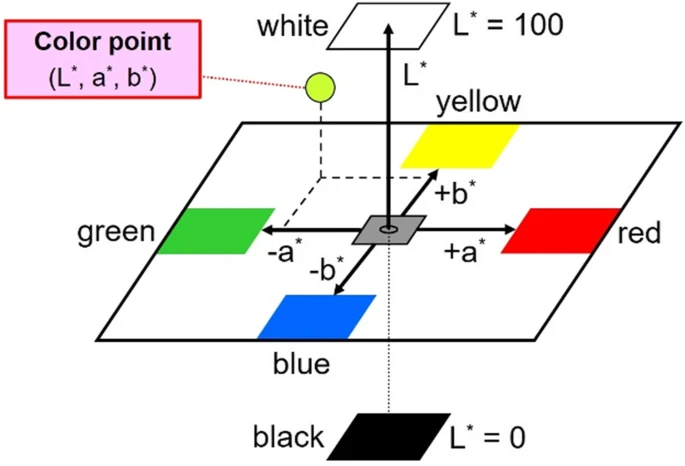 white
L* = 100
Color point
(L*, a*, b*)
L*
yellow
+b*
green
-a*
+a*
red
-b*
blue
black
L* = 0